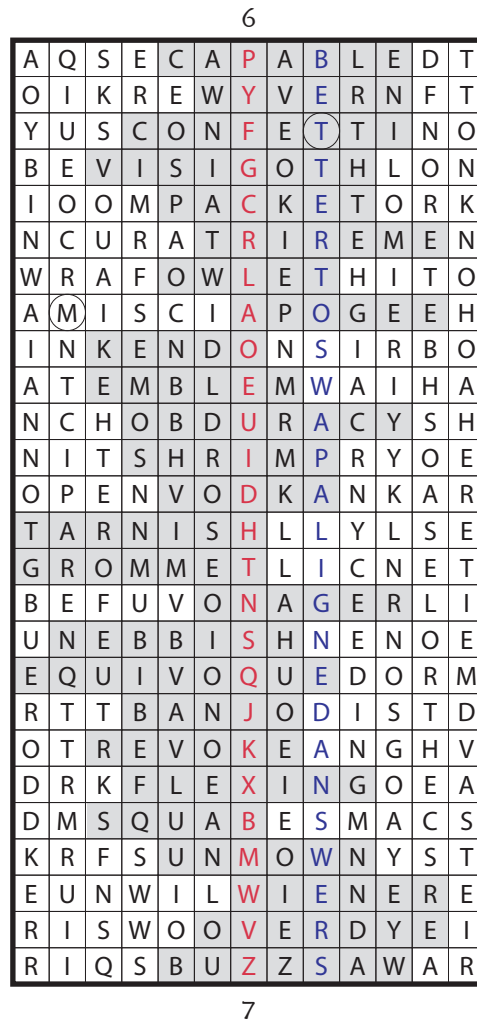 6
A Q S E C A P A B L E D T
O I K R E W Y V E R N F T
Y U S C O N F E T T I N O
B E V I S I G O T H L O N
I O O M P A C K E T O R K
N C U R A T R I R E M E N
W R A F O W L E T H I T O
A M I S C I A P O G E E H
I N K E N D O N S I R B O
A T E M B L E M W A I H A
N C H O B D U R A C Y S H
N I T S H R I M P R Y O E
O P E N V O D K A N K A R
T A R N I S H L L Y L S E
G R O M M E T L I C N E T
B E F U V O N A G E R L I
U N E B B I S H N E N O E
E Q U I V O Q U E D O R M
R T T B A N J O D I S T D
O T R E V O K E A N G H V
D R K F L E X I N G O E A
D M S Q U A B E S M A C S
K R F S U N M O W N Y S T
E U N W I L W I E N E R E
R I S W O O V E R D Y E I
R I Q S B U Z Z S A W A R
7